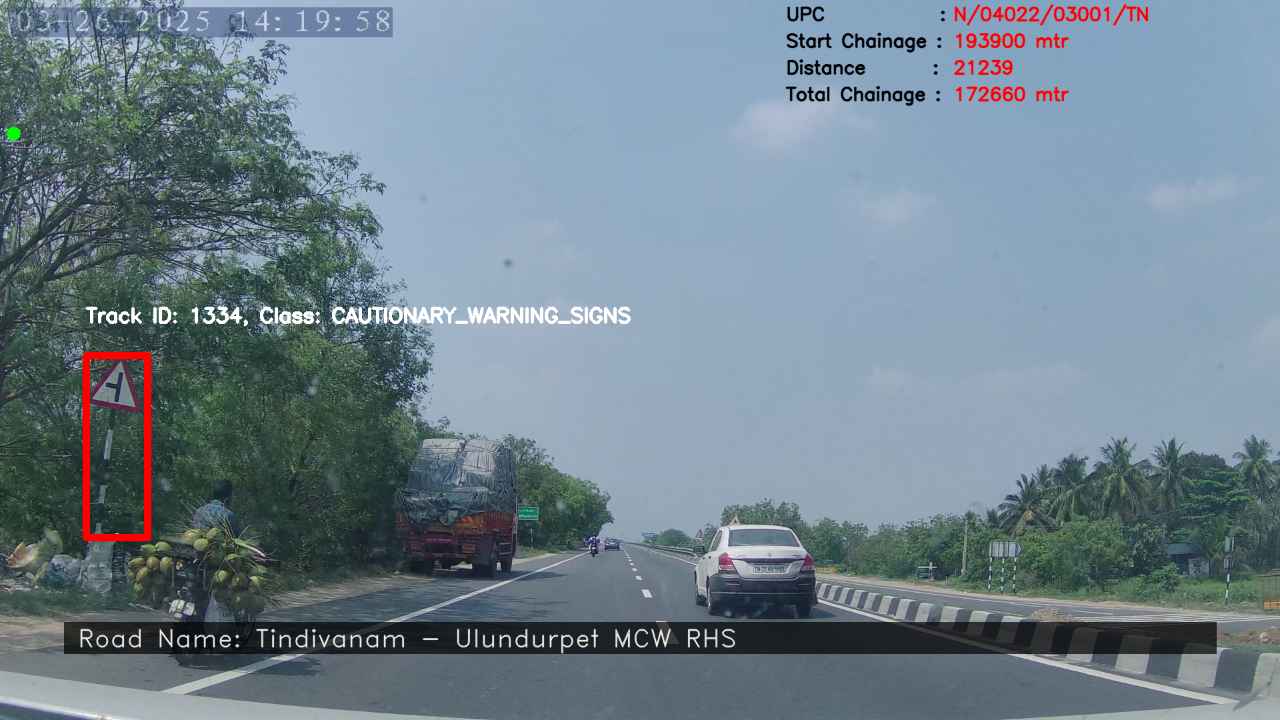 03-26-2025 14:19:58
UPC : N/04022/03001/TN
Start Chainage : 193900 mtr
Distance : 21239
Total Chainage : 172660 mtr
Track ID: 1334, Class: CAUTIONARY_WARNING_SIGNS
Road Name: Tindivanam - Ulundurpet MCW RHS